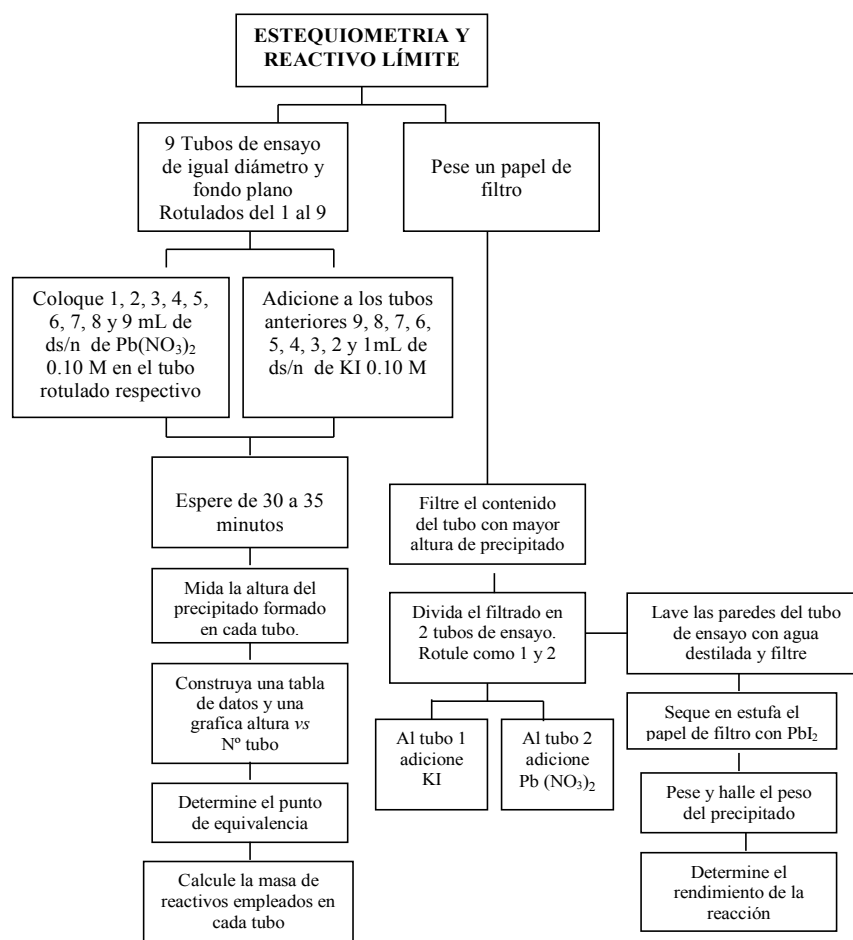 ESTEQUIOMETRIA Y
REACTIVO LÍMITE
9 Tubos de ensayo
de igual diámetro y
fondo plano
Rotulados del 1 al 9
Pese un papel de
filtro
Coloque 1, 2, 3, 4, 5,
6, 7, 8 y 9 mL de
ds/n de Pb(NO₃)₂
0.10 M en el tubo
rotulado respectivo
Adicione a los tubos
anteriores 9, 8, 7, 6,
5, 4, 3, 2 y 1mL de
ds/n de KI 0.10 M
Espere de 30 a 35
minutos
Filtre el contenido
del tubo con mayor
altura de precipitado
Mida la altura del
precipitado formado
en cada tubo.
Divida el filtrado en
2 tubos de ensayo.
Rotule como 1 y 2
Lave las paredes del tubo
de ensayo con agua
destilada y filtre
Construya una tabla
de datos y una
grafica altura vs
Nº tubo
Al tubo 1
adicione
KI
Al tubo 2
adicione
Pb (NO₃)₂
Seque en estufa el
papel de filtro con PbI₂
Determine el punto
de equivalencia
Pese y halle el peso
del precipitado
Calcule la masa de
reactivos empleados en
cada tubo
Determine el
rendimiento de la
reacción